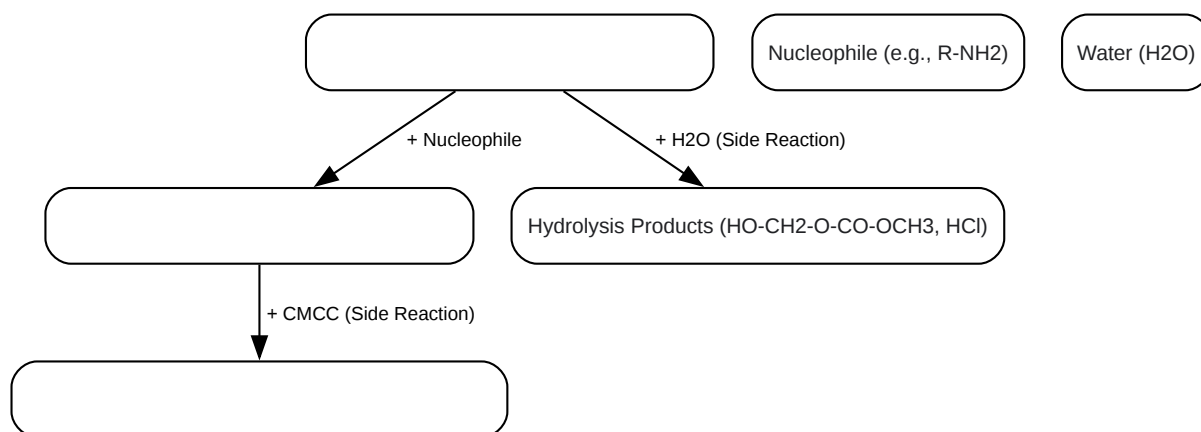 Nucleophile (e.g., R-NH2)
Water (H2O)
+ Nucleophile
+ H2O (Side Reaction)
Hydrolysis Products (HO-CH2-O-CO-OCH3, HCl)
+ CMCC (Side Reaction)